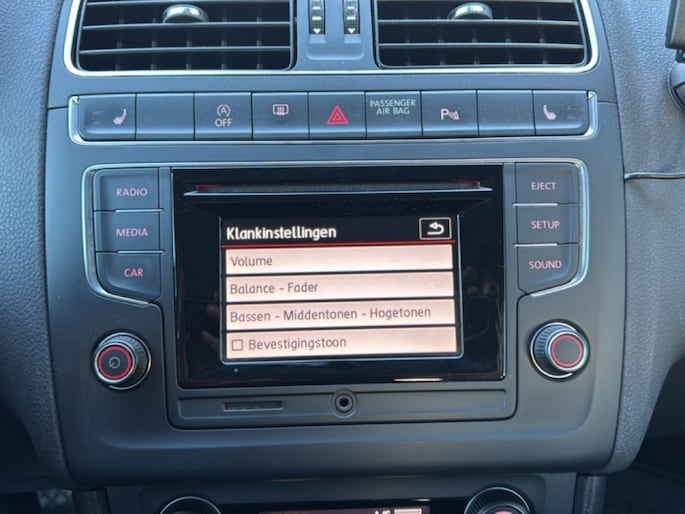 OFF
PASSENGER
AIR BAG
P
RADIO
MEDIA
CAR
EJECT
SETUP
SOUND
Klankinstellingen
Volume
Balance - Fader
Bassen - Middentonen - Hogetonen
Bevestigingstoon